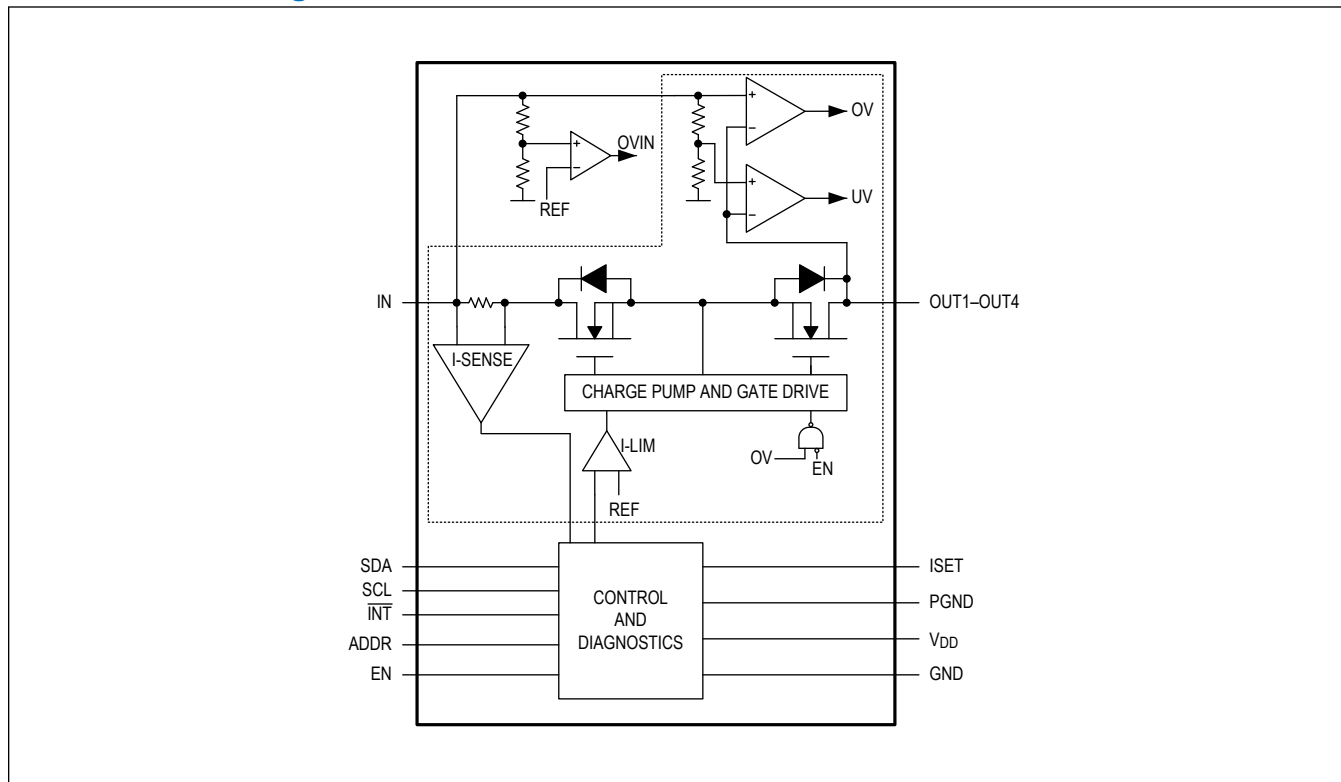 g
OV
OVIN
UV
REF
IN
OUT1–OUT4
I-SENSE
CHARGE PUMP AND GATE DRIVE
I-LIM
OV
EN
REF
SDA
SCL
INT
ADDR
EN
CONTROL
AND
DIAGNOSTICS
ISET
PGND
VDD
GND